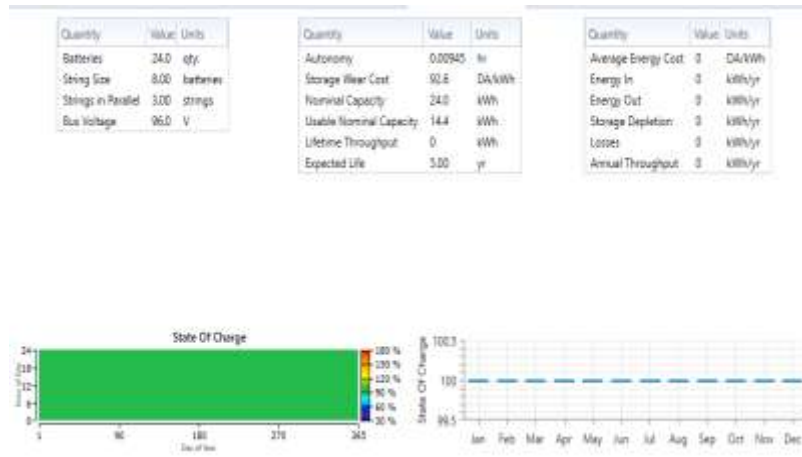 Quantity Value Units
Batteries 24.0 qty.
String Size 8.00 batteries
Strings in Parallel 3.00 strings
Bus Voltage 96.0 V
Quantity Value Units
Autonomy 0.00945 hr
Storage Wear Cost 92.6 DA/kWh
Nominal Capacity 24.0 kWh
Usable Nominal Capacity 14.4 kWh
Lifetime Throughput 0 kWh
Expected Life 5.00 yr
Quantity Value Units
Average Energy Cost 0 DA/kWh
Energy In 0 kWh/yr
Energy Out 0 kWh/yr
Storage Depletion 0 kWh/yr
Losses 0 kWh/yr
Annual Throughput 0 kWh/yr
State Of Charge
24
18
12
6
0
1 90 180 270 365
Day of Year
180 %
150 %
120 %
90 %
60 %
30 %
State Of Charge
100.5
100
99.5
Jan Feb Mar Apr May Jun Jul Aug Sep Oct Nov Dec